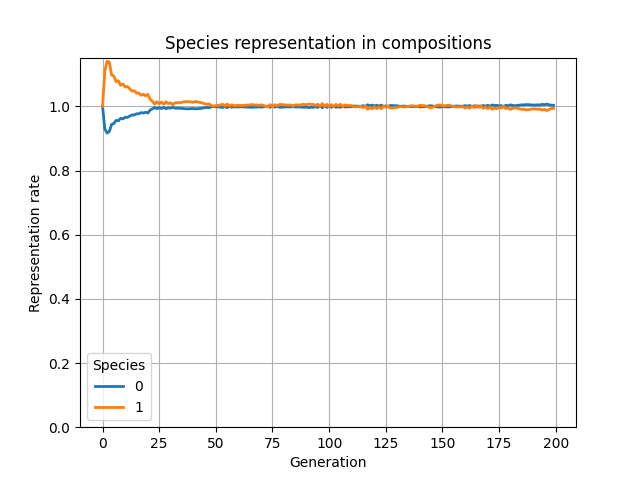 Species representation in compositions
1.0
0.8
0.6
0.4
0.2
0.0
Representation rate
Species
0
1
0 25 50 75 100 125 150 175 200
Generation